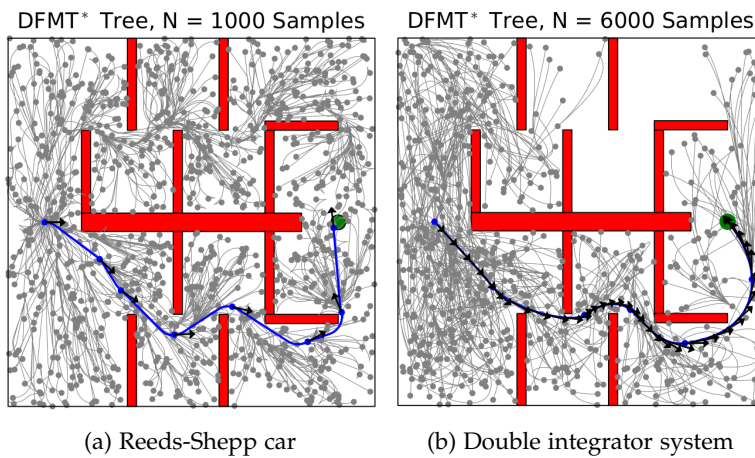 DFMT* Tree, N = 1000 Samples
DFMT* Tree, N = 6000 Samples
(a) Reeds-Shepp car
(b) Double integrator system